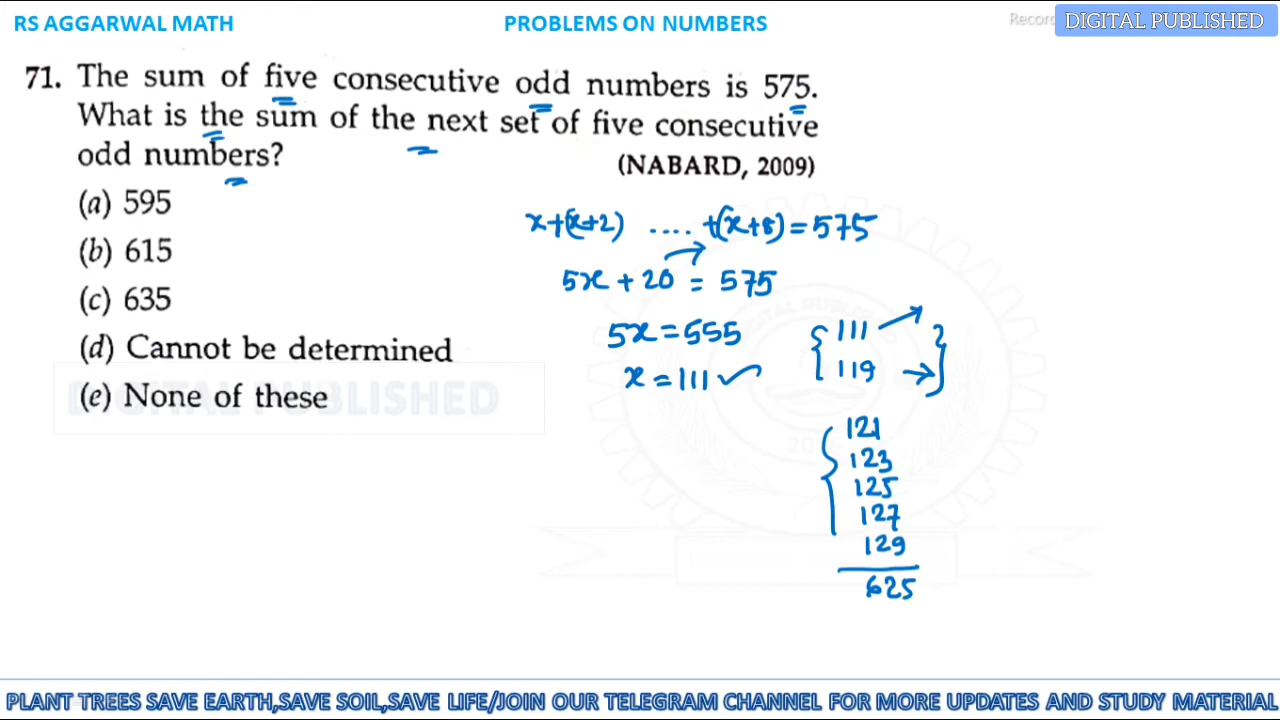 RS AGGARWAL MATH
PROBLEMS ON NUMBERS
DIGITAL PUBLISHED
71. The sum of five consecutive odd numbers is 575.
What is the sum of the next set of five consecutive
odd numbers?
(NABARD, 2009)
(a) 595
(b) 615
(c) 635
(d) Cannot be determined
(e) None of these
DIGITAL PUBLISHED
x+(x+2) .... +(x+8)=575
5x + 20 = 575
5x = 555
x = 111
111
119
121
123
125
127
129
625
PLANT TREES SAVE EARTH,SAVE SOIL,SAVE LIFE/JOIN OUR TELEGRAM CHANNEL FOR MORE UPDATES AND STUDY MATERIAL